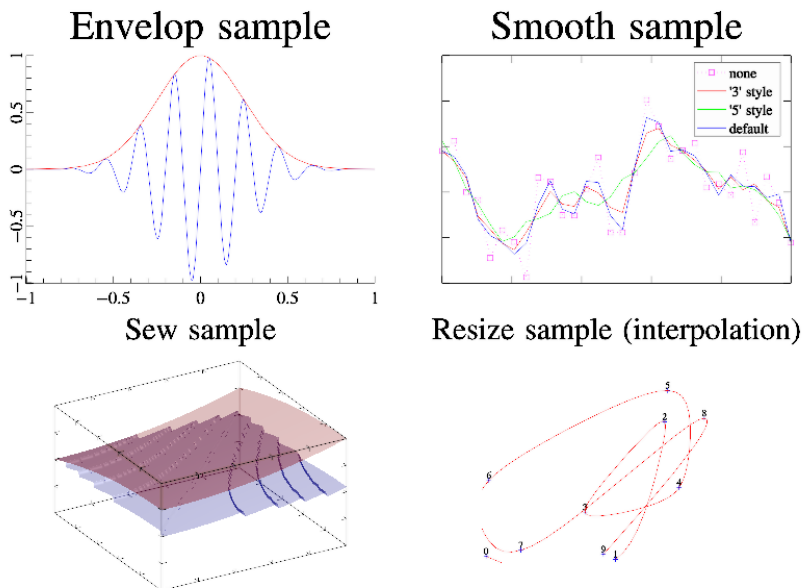 Envelop sample
1
0.5
0
−0.5
−1
−1
−0.5
0
0.5
1
Smooth sample
none
'3' style
'5' style
default
Sew sample
Resize sample (interpolation)
5
2
8
6
4
3
7
9
0
1